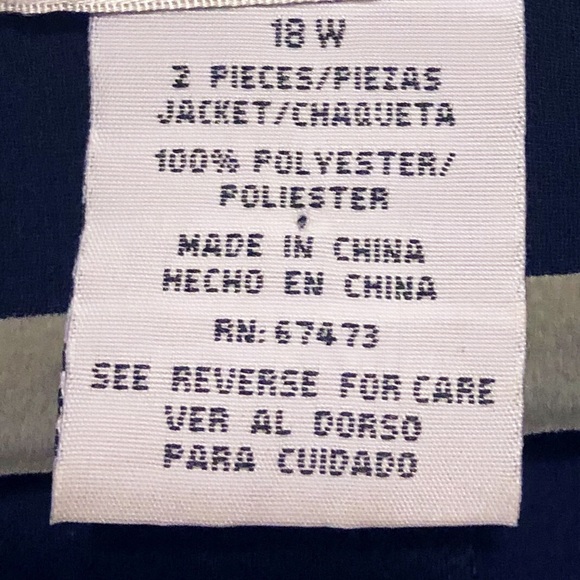 18 W
2 PIECES/PIEZAS
JACKET/CHAQUETA
100% POLYESTER/
POLIESTER
MADE IN CHINA
HECHO EN CHINA
RN: 67473
SEE REVERSE FOR CARE
VER AL DORSO
PARA CUIDADO